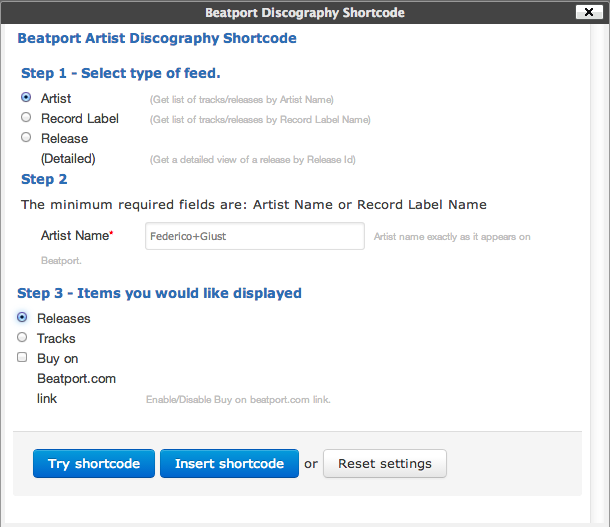 Beatport Discography Shortcode
Beatport Artist Discography Shortcode
Step 1 - Select type of feed.
Artist (Get list of tracks/releases by Artist Name)
Record Label (Get list of tracks/releases by Record Label Name)
Release
(Detailed) (Get a detailed view of a release by Release Id)
Step 2
The minimum required fields are: Artist Name or Record Label Name
Artist Name* Federico+Giust Artist name exactly as it appears on
Beatport.
Step 3 - Items you would like displayed
Releases
Tracks
Buy on
Beatport.com
link Enable/Disable Buy on beatport.com link.
Try shortcode Insert shortcode or Reset settings